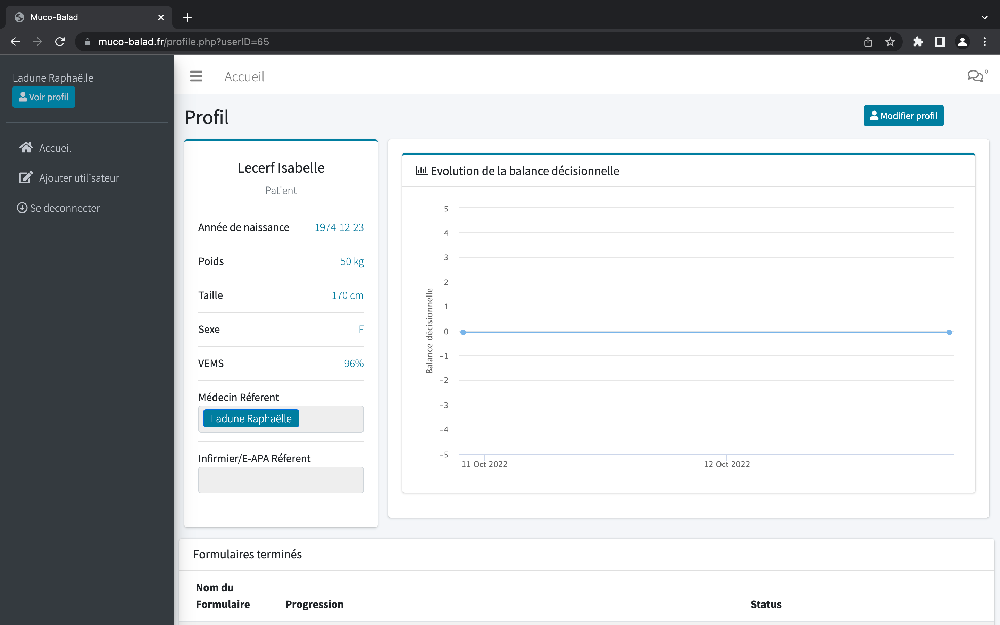 Muco-Balad
muco-balad.fr/profile.php?userID=65
Ladune Raphaëlle
Voir profil
Accueil
Ajouter utilisateur
Se deconnecter
Accueil
0
Profil
Modifier profil
Lecerf Isabelle
Patient
Année de naissance 1974-12-23
Poids 50 kg
Taille 170 cm
Sexe F
VEMS 96%
Médecin Réferent
Ladune Raphaëlle
Infirmier/E-APA Réferent
Evolution de la balance décisionnelle
Balance décisionnelle
5
4
3
2
1
0
−1
−2
−3
−4
−5
11 Oct 2022 12 Oct 2022
Formulaires terminés
Nom du
Formulaire Progression Status